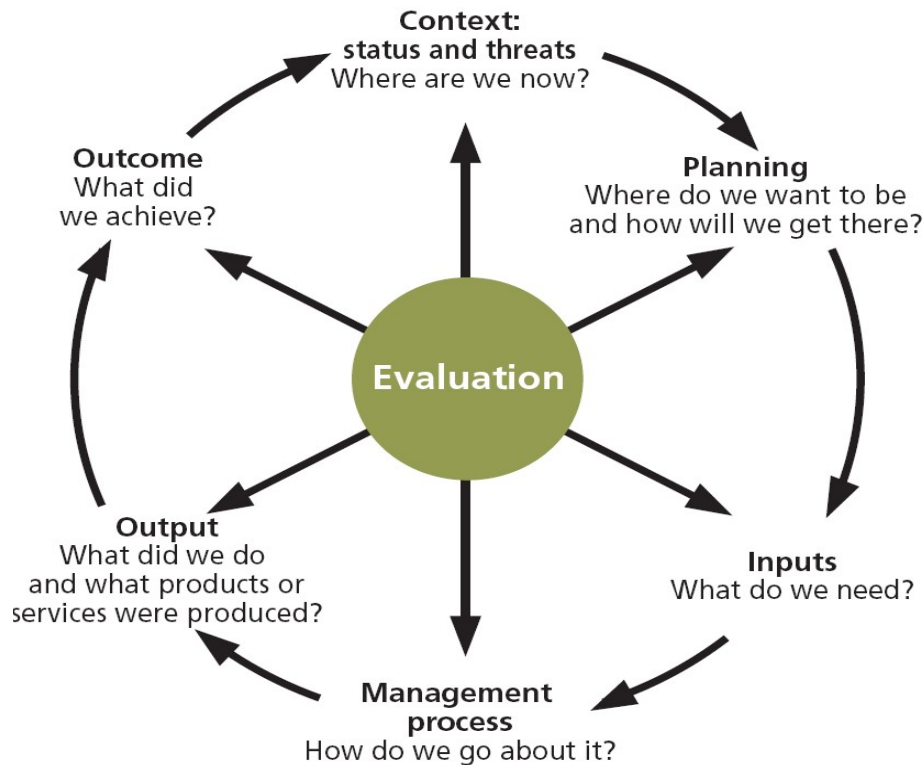 Context:
status and threats
Where are we now?
Planning
Where do we want to be
and how will we get there?
Inputs
What do we need?
Management
process
How do we go about it?
Output
What did we do
and what products or
services were produced?
Outcome
What did
we achieve?
Evaluation